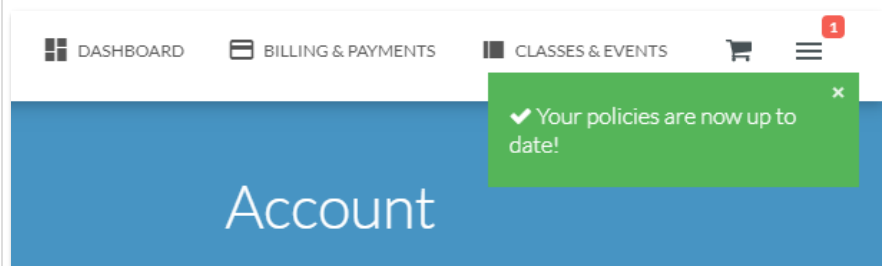 DASHBOARD
BILLING & PAYMENTS
CLASSES & EVENTS
1
Your policies are now up to
date!
Account